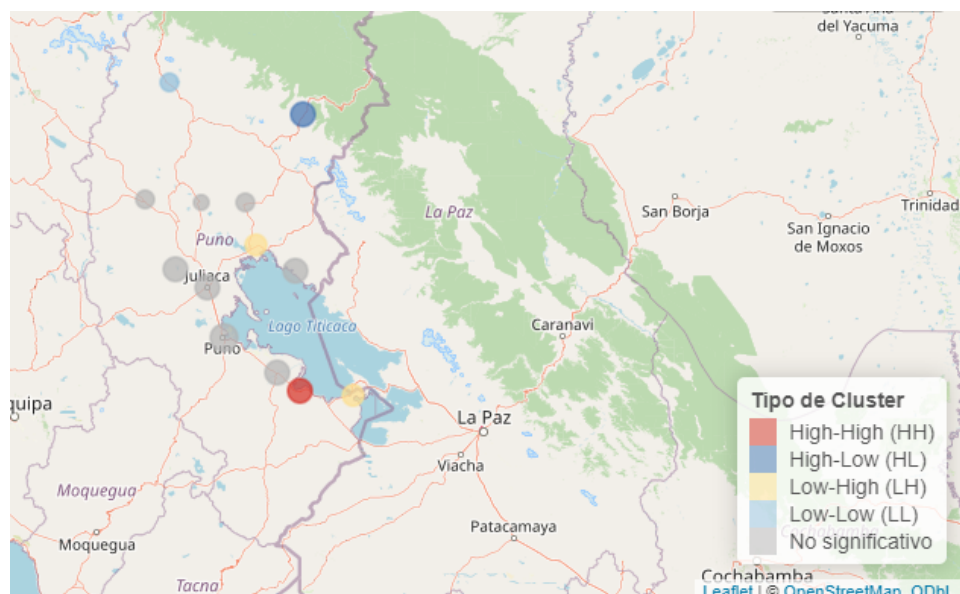 del Yacuma
San Borja
Trinidad
San Ignacio
de Moxos
La Paz
Puno
Juliaca
Lago Titicaca
Puno
Caranavi
quipa
La Paz
Viacha
Moquegua
Moquegua
Patacamaya
Tacna
Cochabamba
Cochabamba
Tipo de Cluster
High-High (HH)
High-Low (HL)
Low-High (LH)
Low-Low (LL)
No significativo
Leaflet | © OpenStreetMap, ODbL